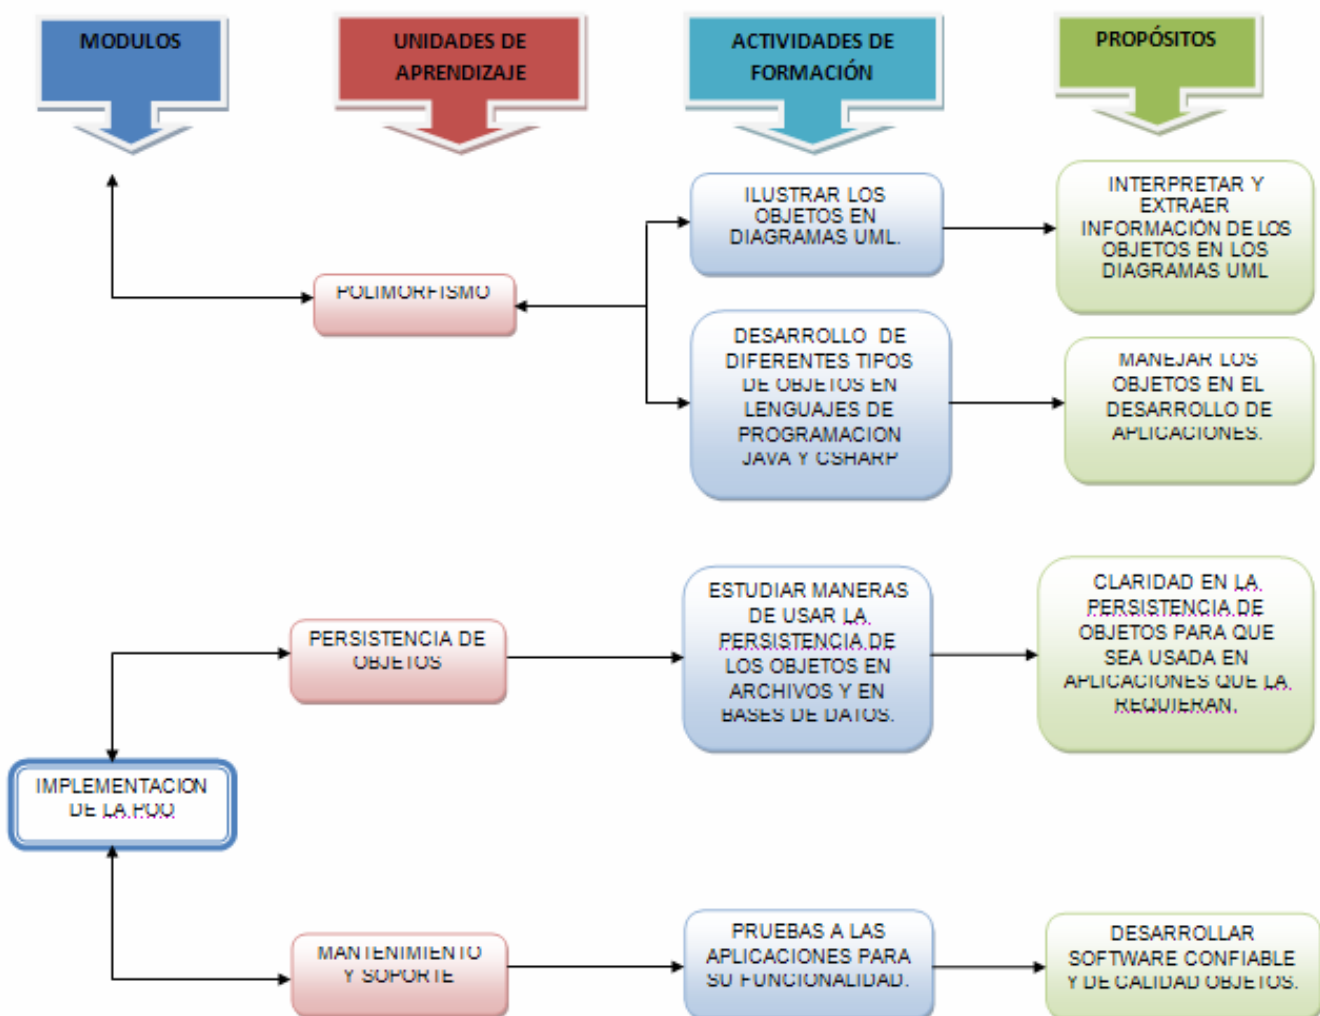 MODULOS
UNIDADES DE
APRENDIZAJE
ACTIVIDADES DE
FORMACIÓN
PROPÓSITOS
ILUSTRAR LOS
OBJETOS EN
DIAGRAMAS UML.
INTERPRETAR Y
EXTRAER
INFORMACIÓN DE LOS
OBJETOS EN LOS
DIAGRAMAS UML
POLIMORFISMO
DESARROLLO DE
DIFERENTES TIPOS
DE OBJETOS EN
LENGUAJES DE
PROGRAMACION
JAVA Y CSHARP
MANEJAR LOS
OBJETOS EN EL
DESARROLLO DE
APLICACIONES.
PERSISTENCIA DE
OBJETOS
ESTUDIAR MANERAS
DE USAR LA
PERSISTENCIA DE
LOS OBJETOS EN
ARCHIVOS Y EN
BASES DE DATOS.
CLARIDAD EN LA
PERSISTENCIA DE
OBJETOS PARA QUE
SEA USADA EN
APLICACIONES QUE LA
REQUIERAN.
IMPLEMENTACION
DE LA POO
MANTENIMIENTO
Y SOPORTE
PRUEBAS A LAS
APLICACIONES PARA
SU FUNCIONALIDAD.
DESARROLLAR
SOFTWARE CONFIABLE
Y DE CALIDAD OBJETOS.